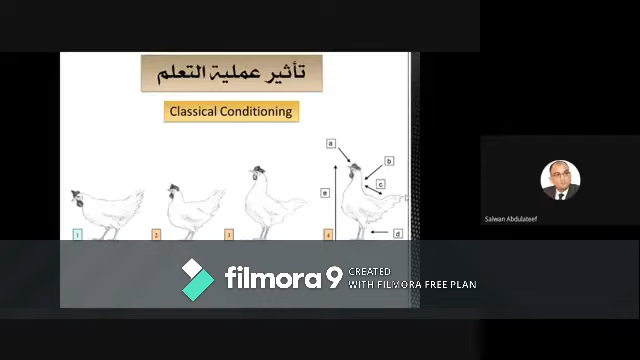 تأثير عملية التعلم
Classical Conditioning
a
b
c
e
d
1
2
3
4
Salwan Abdulateef
filmora 9
CREATED
WITH FILMORA FREE PLAN